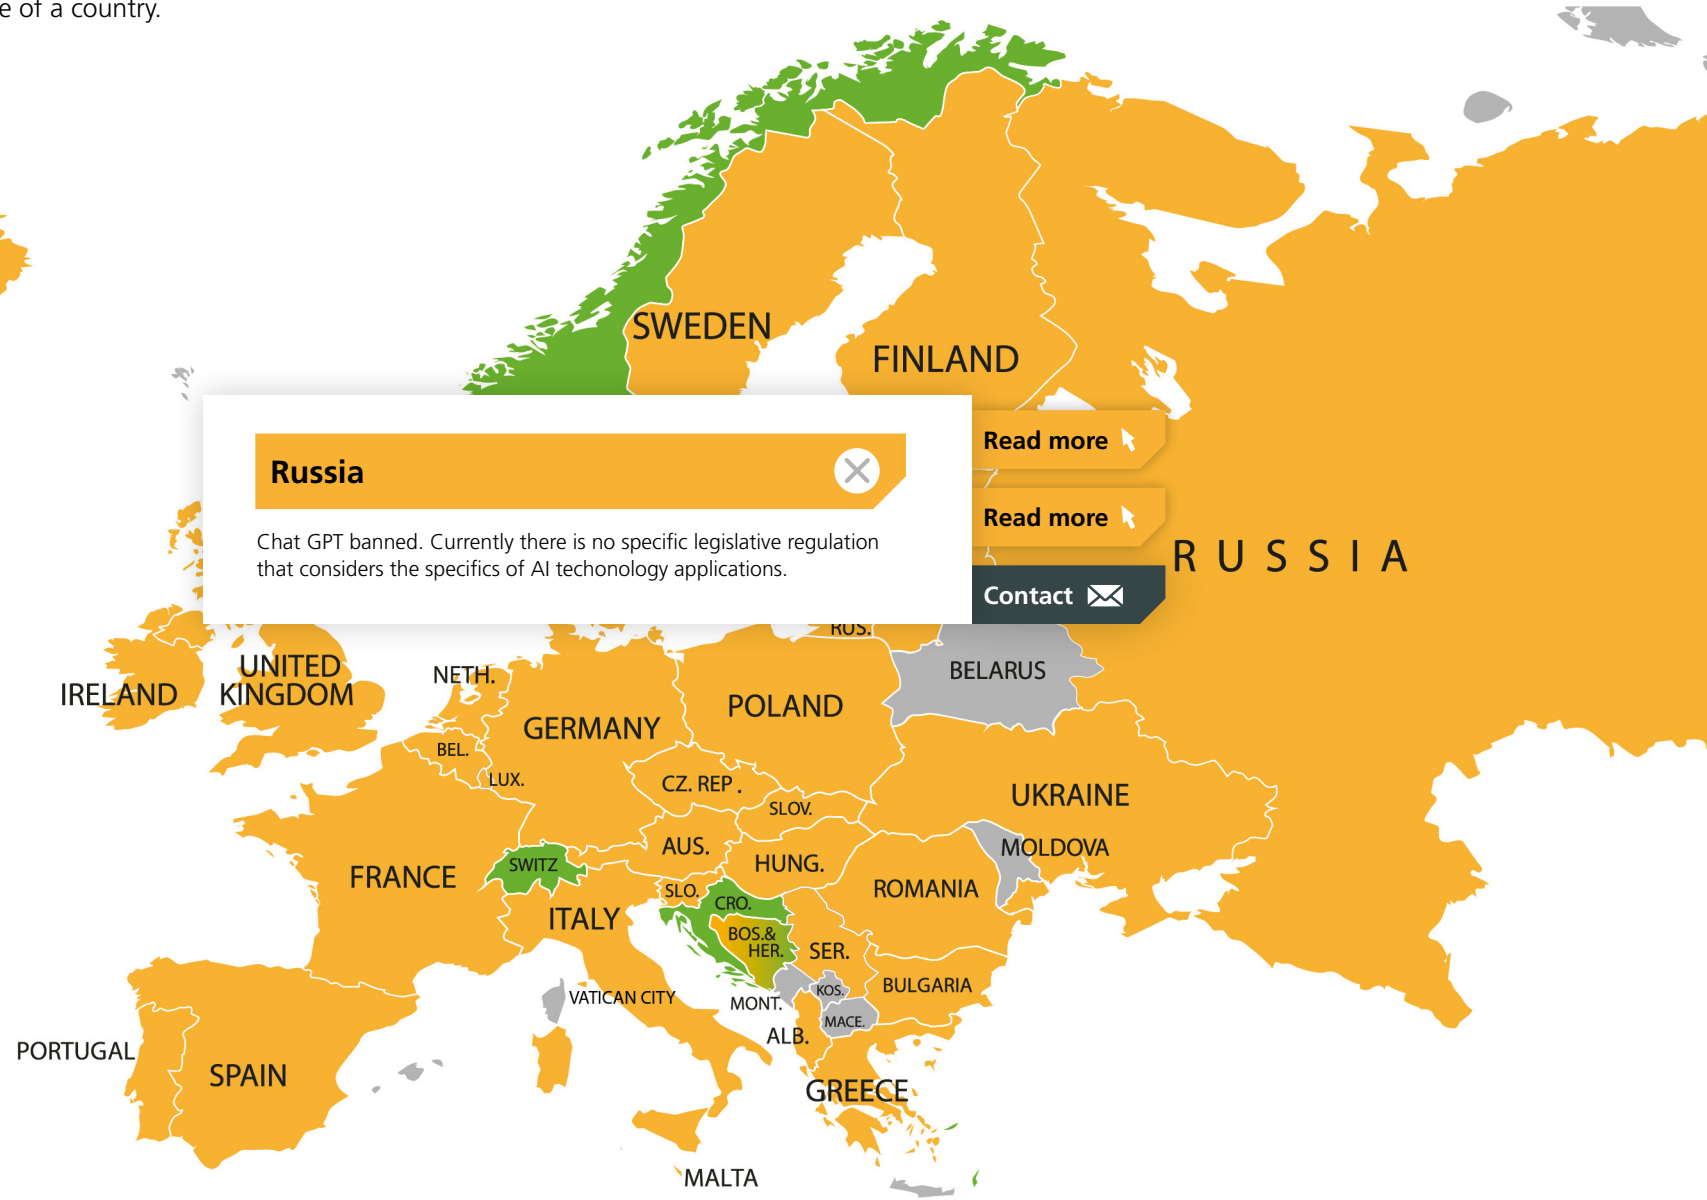 e of a country.
SWEDEN
FINLAND
Russia
Chat GPT banned. Currently there is no specific legislative regulation
that considers the specifics of AI techonology applications.
Read more
Read more
Contact
RUSSIA
RUS.
BELARUS
UNITED
KINGDOM
IRELAND
NETH.
POLAND
GERMANY
BEL.
LUX.
CZ. REP.
SLOV.
UKRAINE
AUS.
HUNG.
MOLDOVA
SWITZ
FRANCE
SLO.
ROMANIA
CRO.
ITALY
BOS.&
HER.
SER.
BULGARIA
KOS.
VATICAN CITY
MONT.
MACE.
ALB.
PORTUGAL
SPAIN
GREECE
MALTA